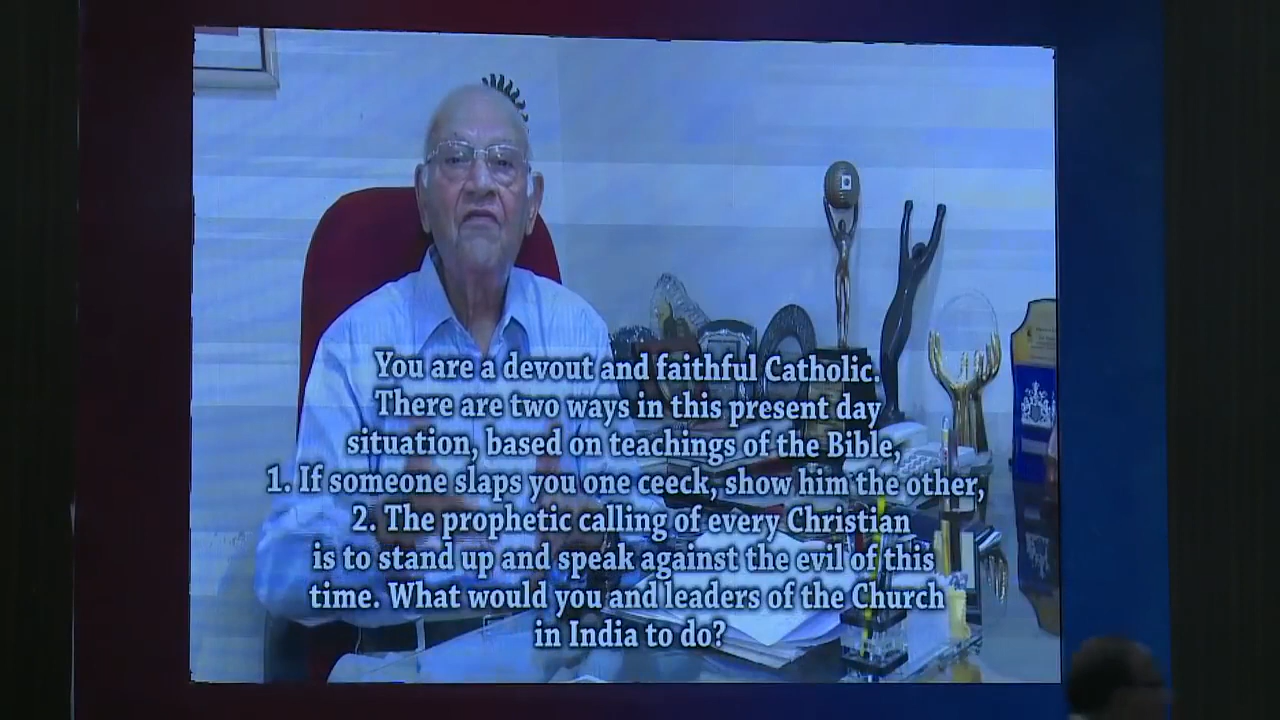 You are a devout and faithful Catholic.
There are two ways in this present day
situation, based on teachings of the Bible,
1. If someone slaps you one ceeck, show him the other,
2. The prophetic calling of every Christian
is to stand up and speak against the evil of this
time. What would you and leaders of the Church
in India to do?